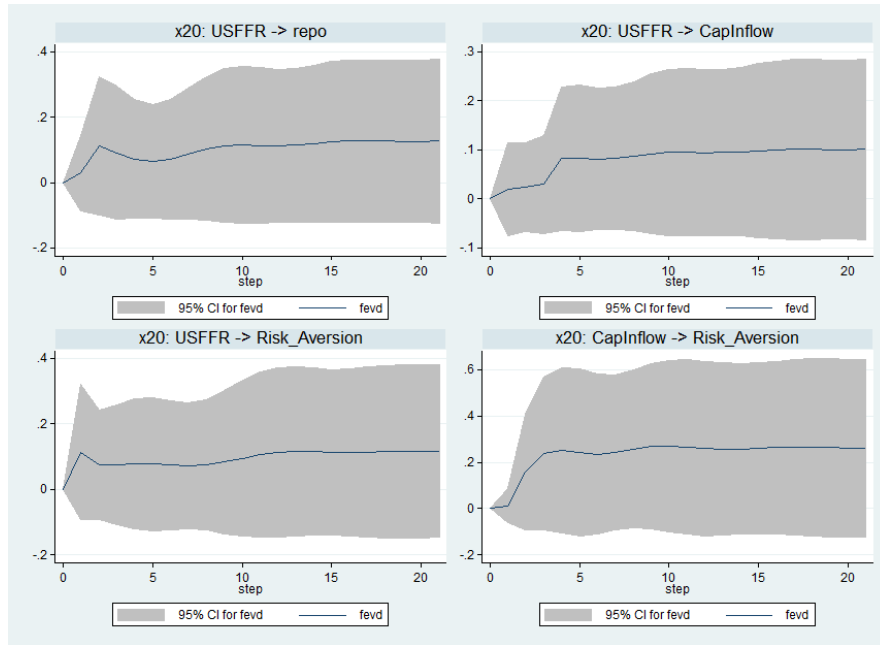 x20: USFFR -> repo
.4
.2
0
-.2
0 5 10 15 20
step
95% CI for fevd fevd
x20: USFFR -> CapInflow
.3
.2
.1
0
-.1
0 5 10 15 20
step
95% CI for fevd fevd
x20: USFFR -> Risk_Aversion
.4
.2
0
-.2
0 5 10 15 20
step
95% CI for fevd fevd
x20: CapInflow -> Risk_Aversion
.6
.4
.2
0
-.2
0 5 10 15 20
step
95% CI for fevd fevd